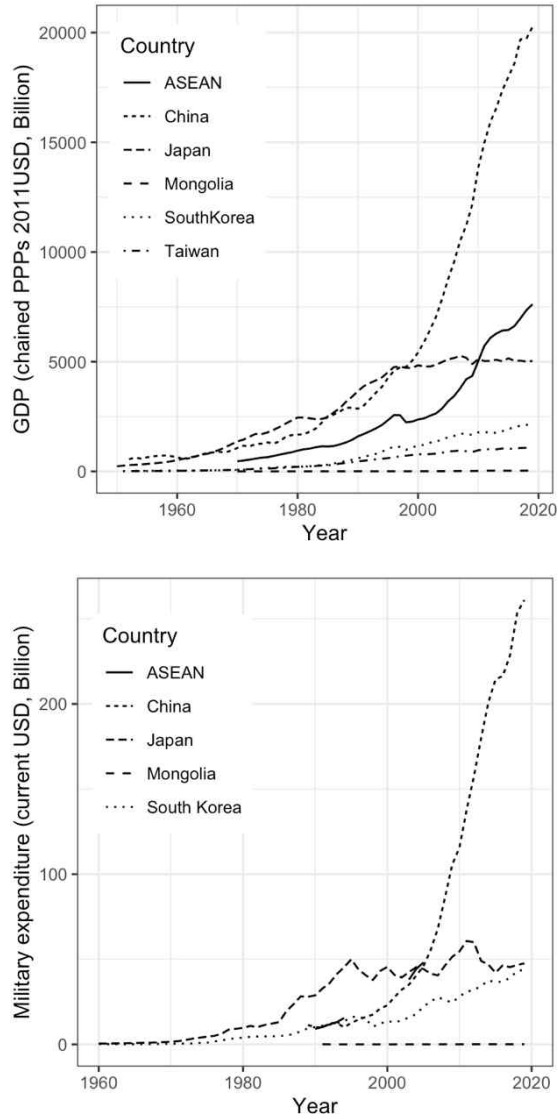 GDP (chained PPPs 2011USD, Billion)
20000
15000
10000
5000
0
Country
ASEAN
China
Japan
Mongolia
SouthKorea
Taiwan
1960
1980
2000
2020
Year
Military expenditure (current USD, Billion)
200
100
0
Country
ASEAN
China
Japan
Mongolia
South Korea
1960
1980
2000
2020
Year